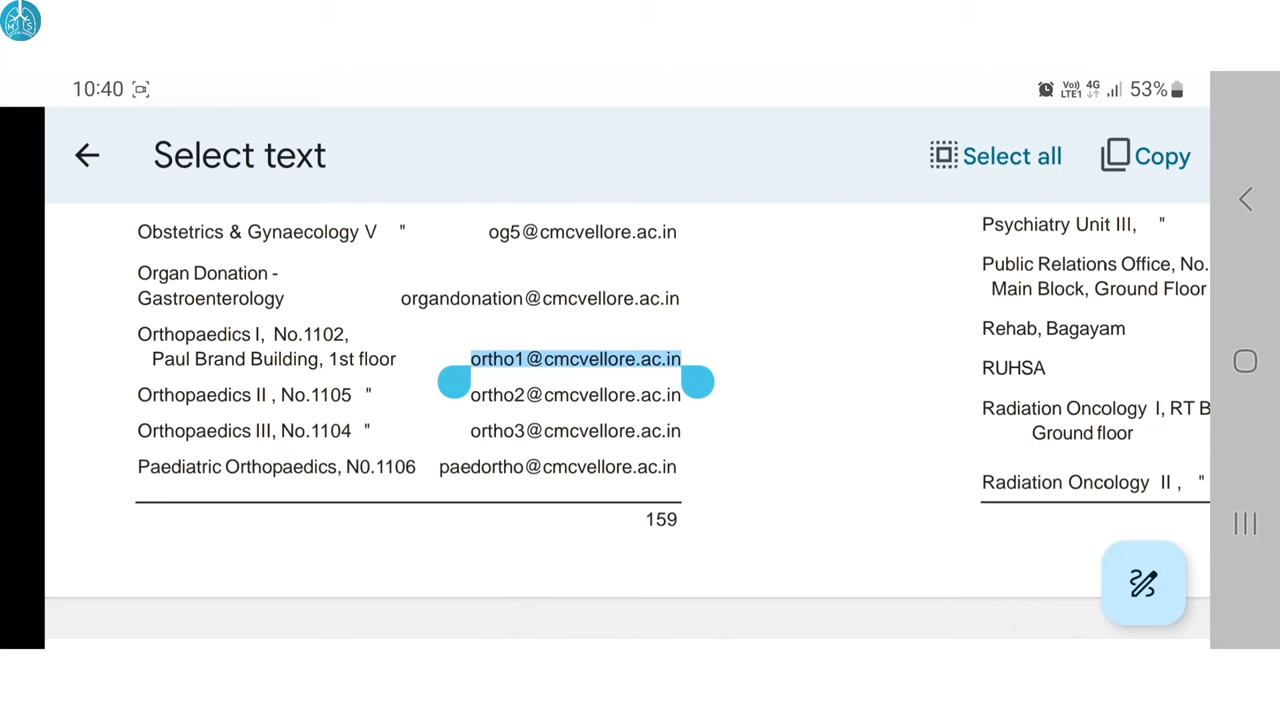 M S
10:40
Vo)) LTE1 4G 53%
Select text
Select all
Copy
Obstetrics & Gynaecology V " og5@cmcvellore.ac.in
Organ Donation -
Gastroenterology organdonation@cmcvellore.ac.in
Orthopaedics I, No.1102,
Paul Brand Building, 1st floor ortho1@cmcvellore.ac.in
Orthopaedics II , No.1105 " ortho2@cmcvellore.ac.in
Orthopaedics III, No.1104 " ortho3@cmcvellore.ac.in
Paediatric Orthopaedics, N0.1106 paedortho@cmcvellore.ac.in
159
Psychiatry Unit III, "
Public Relations Office, No.
Main Block, Ground Floor
Rehab, Bagayam
RUHSA
Radiation Oncology I, RT B
Ground floor
Radiation Oncology II , "